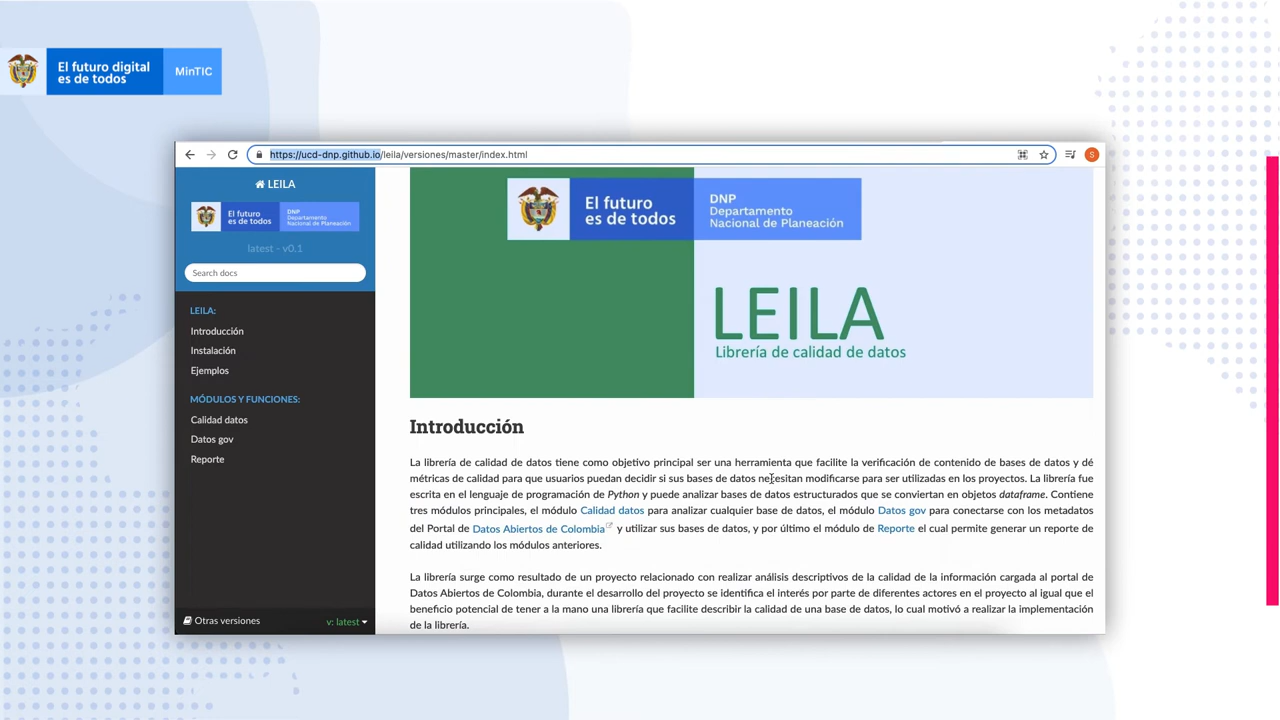 El futuro digital
es de todos
MinTIC
https://ucd-dnp.github.io/leila/versiones/master/index.html
S
LEILA
El futuro
es de todos
DNP
Departamento
Nacional de Planeación
latest - v0.1
Search docs
LEILA:
Introducción
Instalación
Ejemplos
MÓDULOS Y FUNCIONES:
Calidad datos
Datos gov
Reporte
Otras versiones
v: latest
El futuro
es de todos
DNP
Departamento
Nacional de Planeación
LEILA
Librería de calidad de datos
Introducción
La librería de calidad de datos tiene como objetivo principal ser una herramienta que facilite la verificación de contenido de bases de datos y dé
métricas de calidad para que usuarios puedan decidir si sus bases de datos necesitan modificarse para ser utilizadas en los proyectos. La librería fue
escrita en el lenguaje de programación de Python y puede analizar bases de datos estructurados que se conviertan en objetos dataframe. Contiene
tres módulos principales, el módulo Calidad datos para analizar cualquier base de datos, el módulo Datos gov para conectarse con los metadatos
del Portal de Datos Abiertos de Colombia y utilizar sus bases de datos, y por último el módulo de Reporte el cual permite generar un reporte de
calidad utilizando los módulos anteriores.
La librería surge como resultado de un proyecto relacionado con realizar análisis descriptivos de la calidad de la información cargada al portal de
Datos Abiertos de Colombia, durante el desarrollo del proyecto se identifica el interés por parte de diferentes actores en el proyecto al igual que el
beneficio potencial de tener a la mano una librería que facilite describir la calidad de una base de datos, lo cual motivó a realizar la implementación
de la librería.